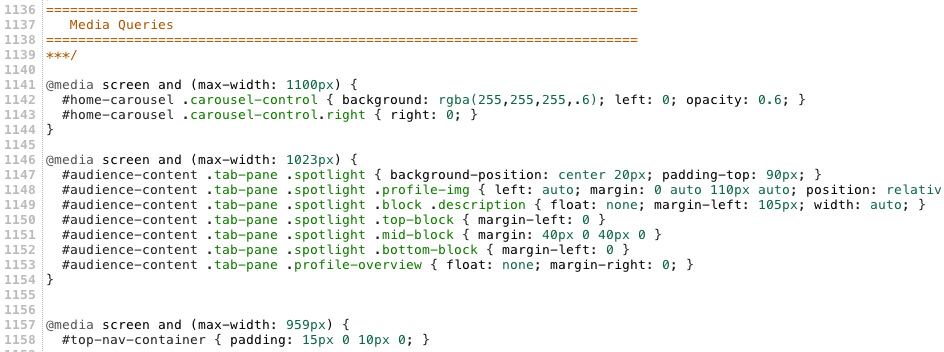 1136 ==========================================================================
1137    Media Queries
1138 ==========================================================================
1139 ***/
1140
1141 @media screen and (max-width: 1100px) {
1142   #home-carousel .carousel-control { background: rgba(255,255,255,.6); left: 0; opacity: 0.6; }
1143   #home-carousel .carousel-control.right { right: 0; }
1144 }
1145
1146 @media screen and (max-width: 1023px) {
1147   #audience-content .tab-pane .spotlight { background-position: center 20px; padding-top: 90px; }
1148   #audience-content .tab-pane .spotlight .profile-img { left: auto; margin: 0 auto 110px auto; position: relativ
1149   #audience-content .tab-pane .spotlight .block .description { float: none; margin-left: 105px; width: auto; }
1150   #audience-content .tab-pane .spotlight .top-block { margin-left: 0 }
1151   #audience-content .tab-pane .spotlight .mid-block { margin: 40px 0 40px 0 }
1152   #audience-content .tab-pane .spotlight .bottom-block { margin-left: 0 }
1153   #audience-content .tab-pane .profile-overview { float: none; margin-right: 0; }
1154 }
1155
1156
1157 @media screen and (max-width: 959px) {
1158   #top-nav-container { padding: 15px 0 10px 0; }